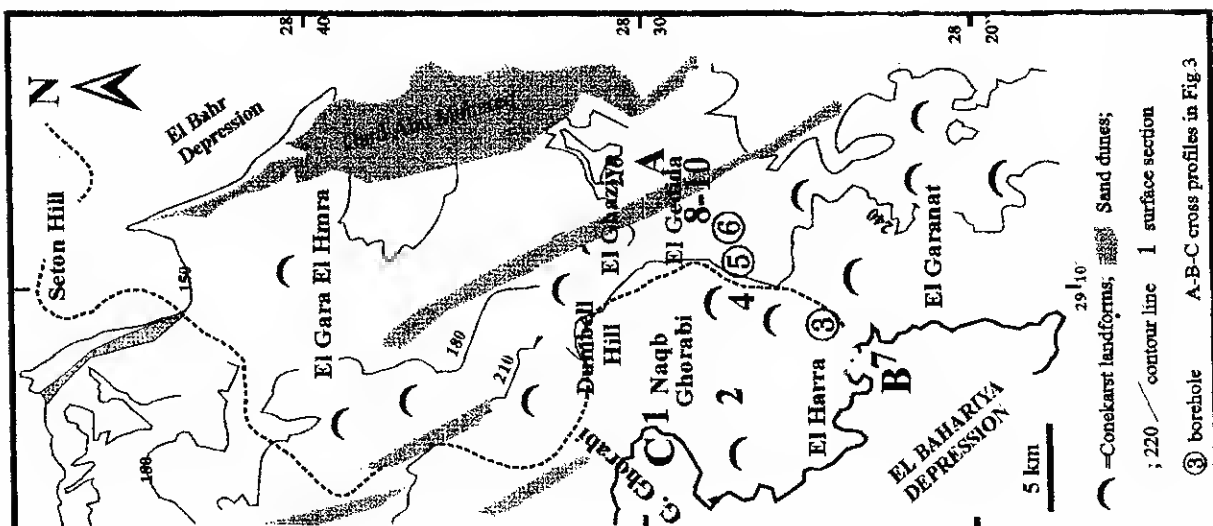 N
28
40
28
30
28
20'
Seton Hill
El Bahr
Depression
150
El Gara El Hmra
180
180
210
Dumbell
Hill
El Ghaziya
A
El Gedida
8-10
6
5
4
3
240
El Garanat
C
1
Naqb
Ghorabi
2
G. Ghorabi
El Harra
B
7
EL BAHARIYA
DEPRESSION
29
10
5 km
=Conekarst landforms; Sand dunes;
; 220 contour line 1 surface section
③ borehole A-B-C cross profiles in Fig.3